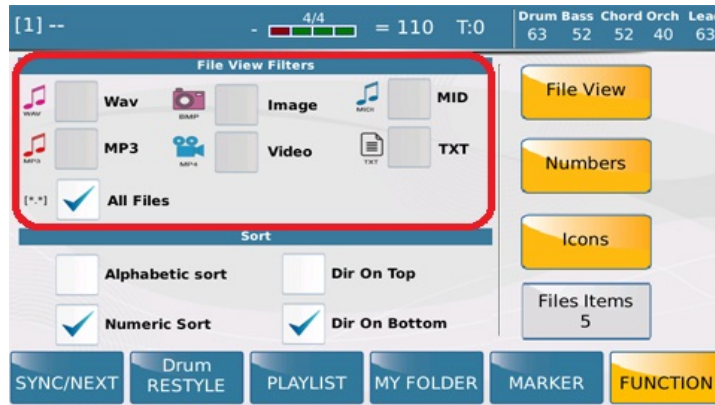 [1] -- - 4/4 = 110 T:0 Drum Bass Chord Orch Lead
63 52 52 40 63
File View Filters
WAV Wav BMP Image MIDI MID
MP3 MP3 MP4 Video TXT TXT
[*.*] All Files
Sort
Alphabetic sort Dir On Top
Numeric Sort Dir On Bottom
File View
Numbers
Icons
Files Items
5
SYNC/NEXT Drum RESTYLE PLAYLIST MY FOLDER MARKER FUNCTION